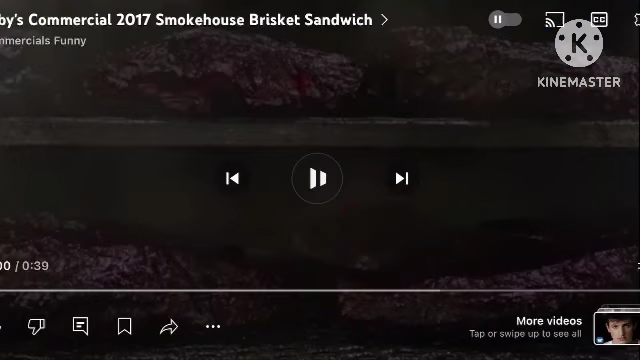 by's Commercial 2017 Smokehouse Brisket Sandwich
mmercials Funny
CC
K
KINEMASTER
00 / 0:39
More videos
Tap or swipe up to see all